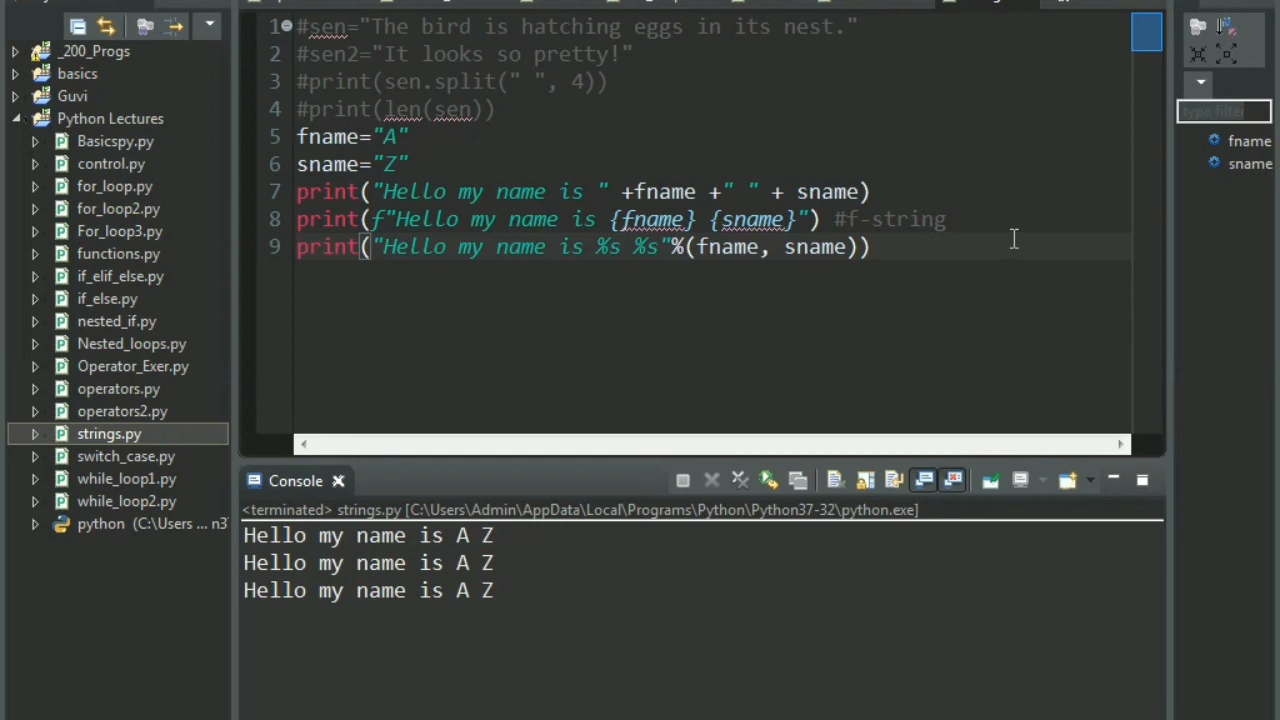 _200_Progs
basics
Guvi
Python Lectures
Basicspy.py
control.py
for_loop.py
for_loop2.py
For_loop3.py
functions.py
if_elif_else.py
if_else.py
nested_if.py
Nested_loops.py
Operator_Exer.py
operators.py
operators2.py
strings.py
switch_case.py
while_loop1.py
while_loop2.py
python (C:\Users ... n37
1 #sen="The bird is hatching eggs in its nest."
2 #sen2="It looks so pretty!"
3 #print(sen.split(" ", 4))
4 #print(len(sen))
5 fname="A"
6 sname="Z"
7 print("Hello my name is " +fname +" " + sname)
8 print(f"Hello my name is {fname} {sname}") #f-string
9 print("Hello my name is %s %s"%(fname, sname))
type filter
fname
sname
Console
<terminated> strings.py [C:\Users\Admin\AppData\Local\Programs\Python\Python37-32\python.exe]
Hello my name is A Z
Hello my name is A Z
Hello my name is A Z